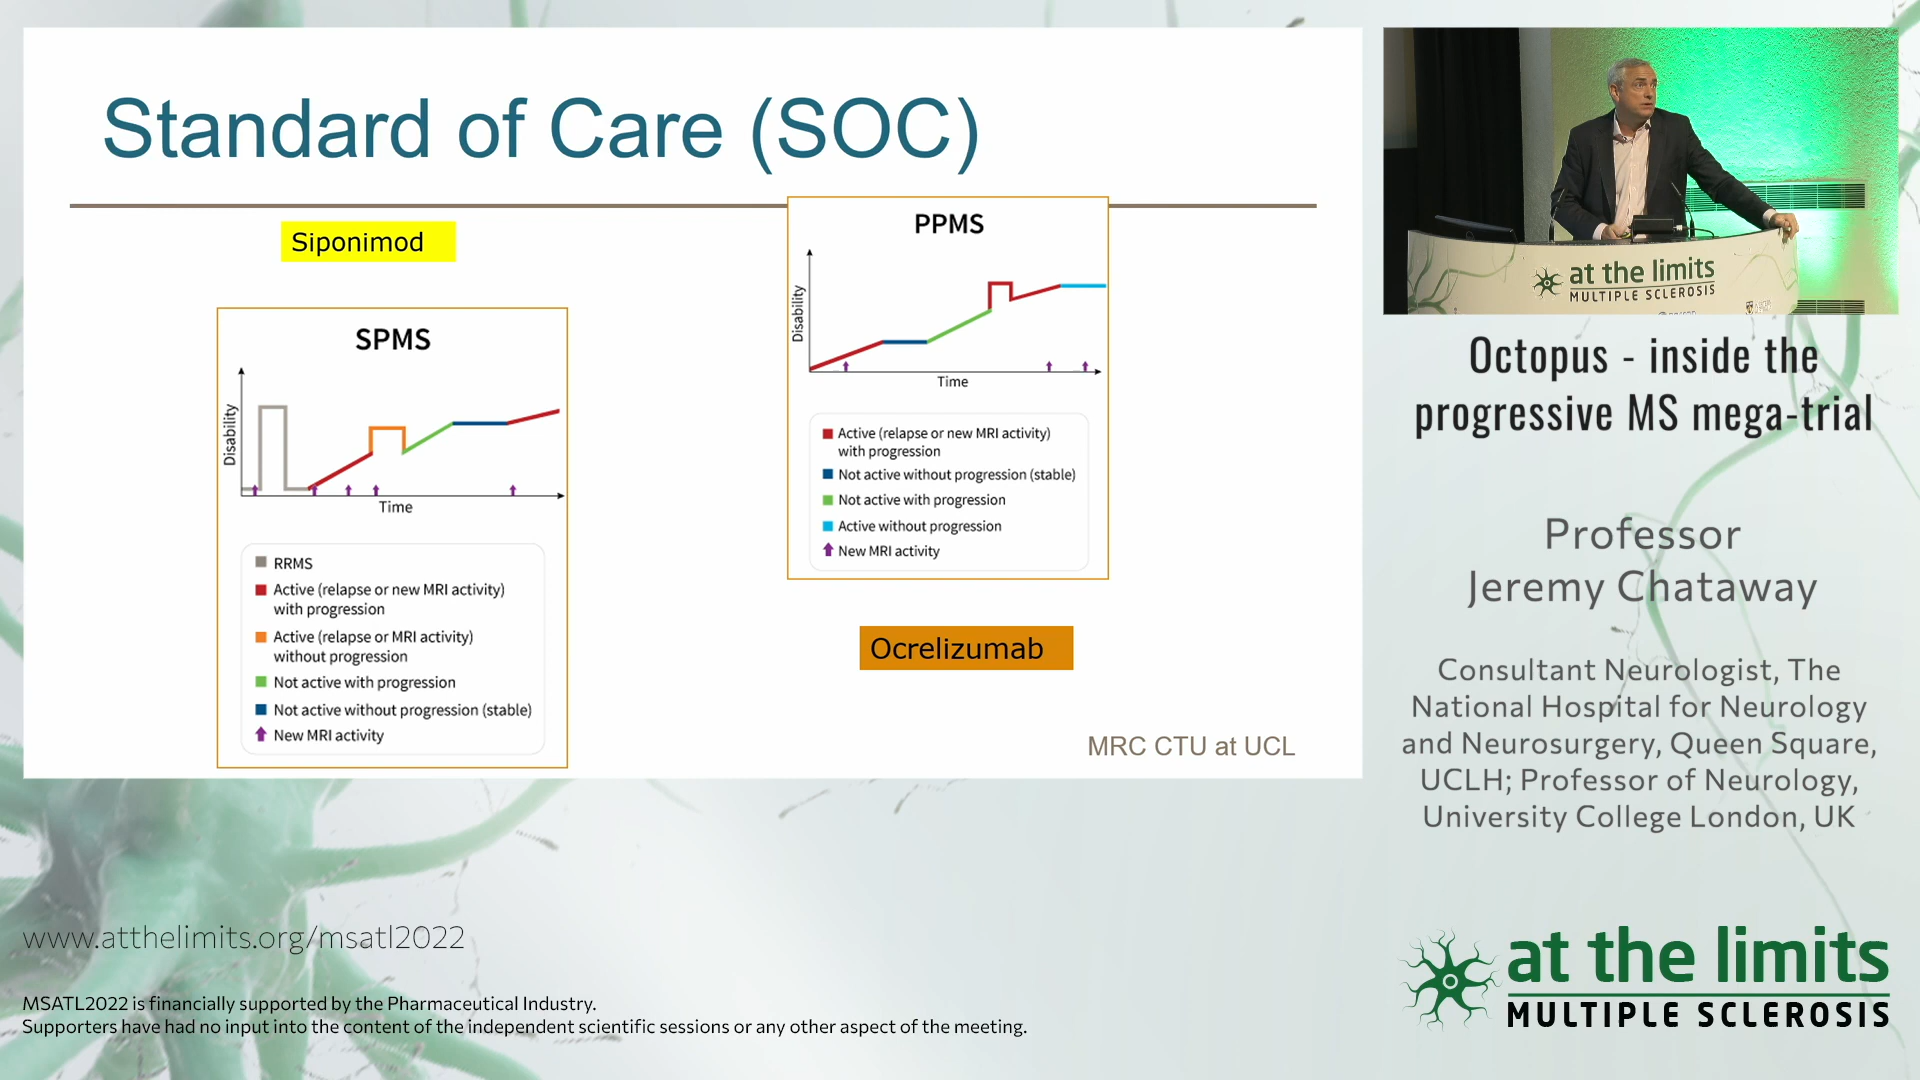 Standard of Care (SOC)
Siponimod
SPMS
Disability
Time
RRMS
Active (relapse or new MRI activity)
with progression
Active (relapse or MRI activity)
without progression
Not active with progression
Not active without progression (stable)
New MRI activity
PPMS
Disability
Time
Active (relapse or new MRI activity)
with progression
Not active without progression (stable)
Not active with progression
Active without progression
New MRI activity
Ocrelizumab
MRC CTU at UCL
at the limits
MULTIPLE SCLEROSIS
Octopus - inside the
progressive MS mega-trial
Professor
Jeremy Chataway
Consultant Neurologist, The
National Hospital for Neurology
and Neurosurgery, Queen Square,
UCLH; Professor of Neurology,
University College London, UK
www.atthelimits.org/msatl2022
MSATL2022 is financially supported by the Pharmaceutical Industry.
Supporters have had no input into the content of the independent scientific sessions or any other aspect of the meeting.
at the limits
MULTIPLE SCLEROSIS